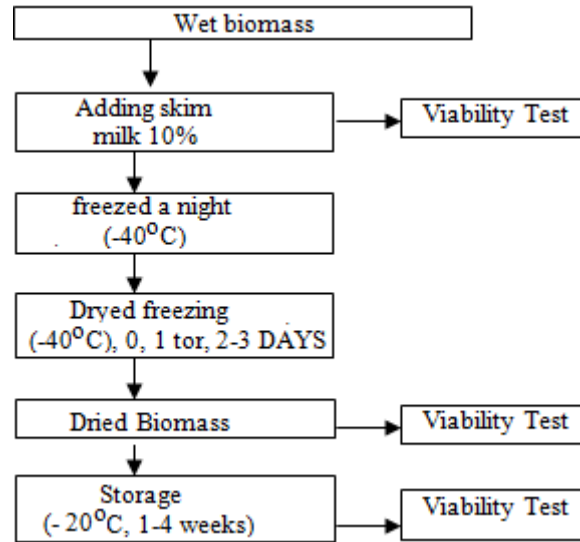 Wet biomass
Adding skim
milk 10%
Viability Test
freezed a night
(-40°C)
Dryed freezing
(-40°C), 0, 1 tor, 2-3 DAYS
Dried Biomass
Viability Test
Storage
(- 20°C, 1-4 weeks)
Viability Test